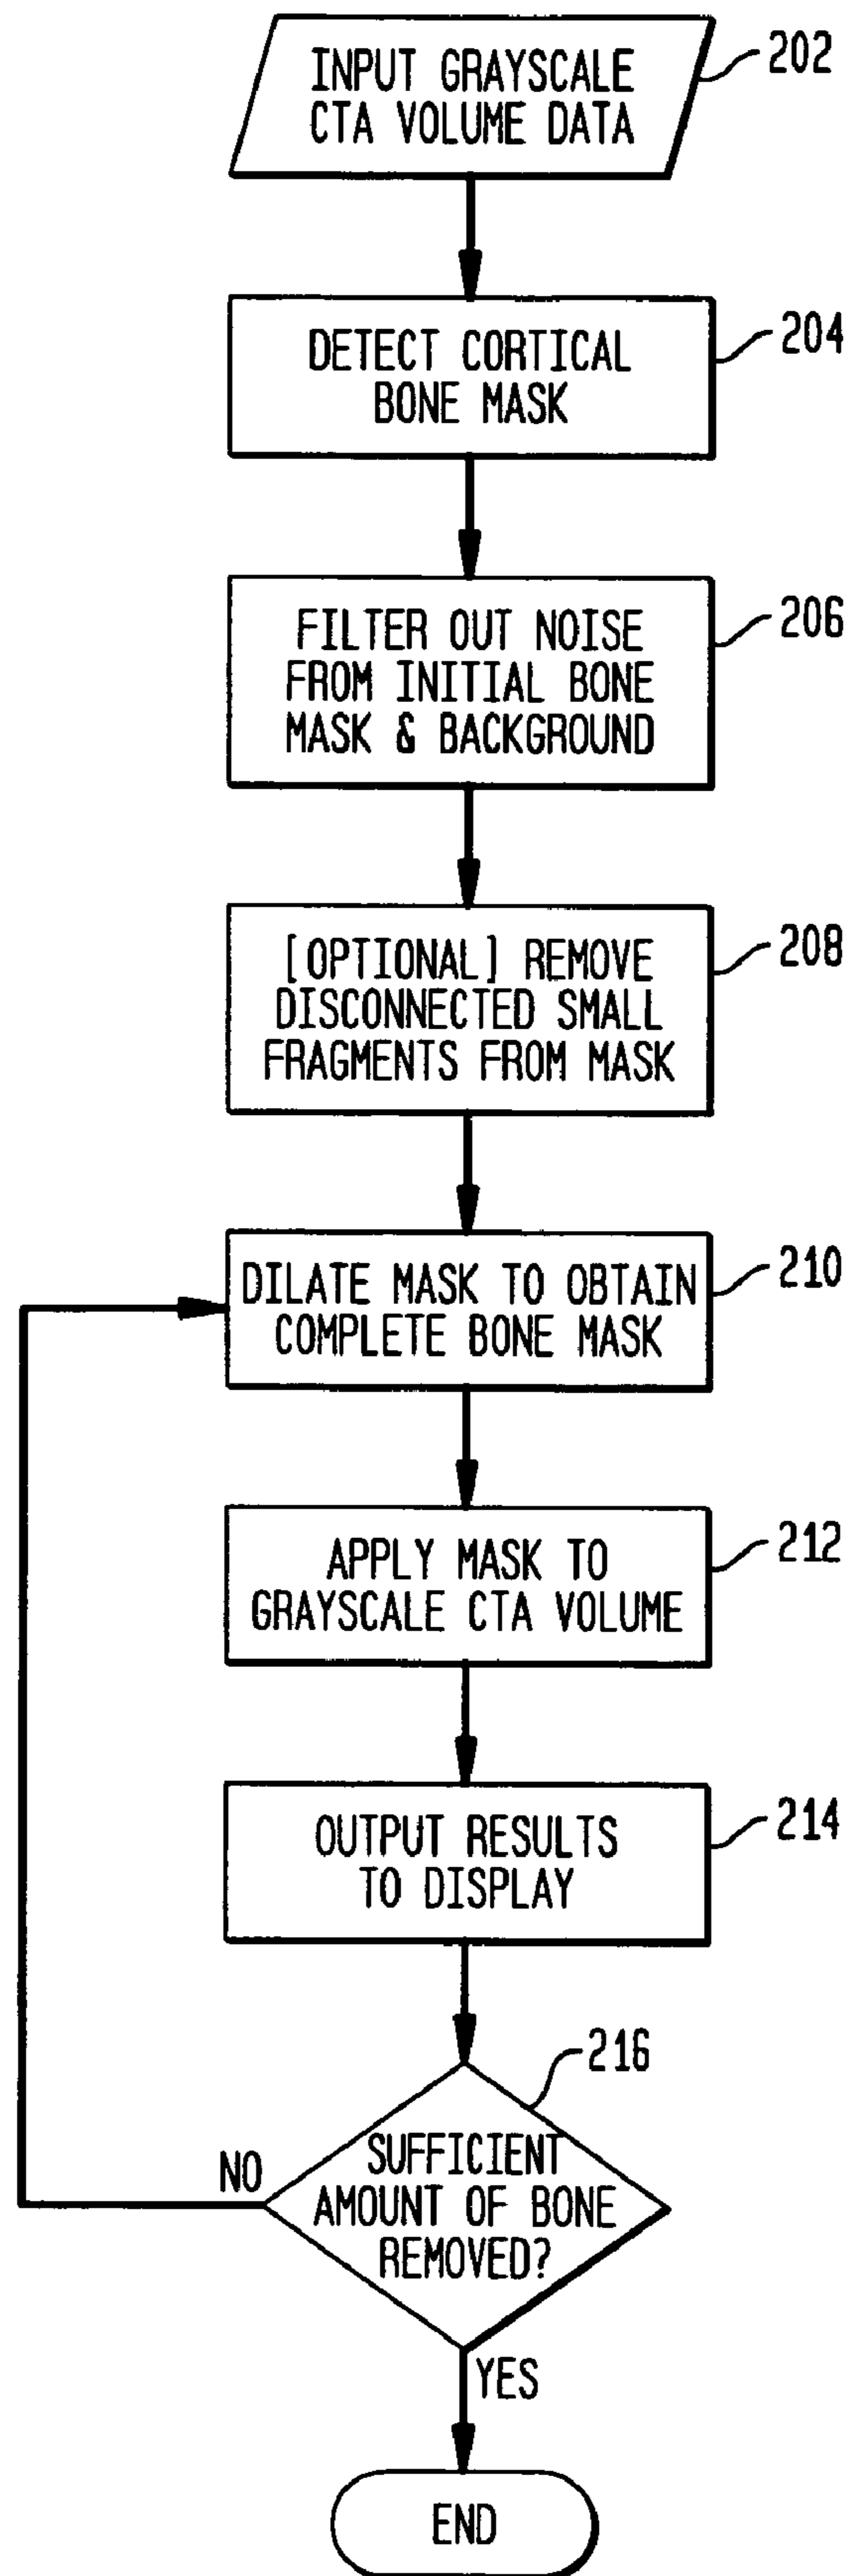 INPUT GRAYSCALE
CTA VOLUME DATA
202
DETECT CORTICAL
BONE MASK
204
FILTER OUT NOISE
FROM INITIAL BONE
MASK & BACKGROUND
206
[OPTIONAL] REMOVE
DISCONNECTED SMALL
FRAGMENTS FROM MASK
208
DILATE MASK TO OBTAIN
COMPLETE BONE MASK
210
APPLY MASK TO
GRAYSCALE CTA VOLUME
212
OUTPUT RESULTS
TO DISPLAY
214
216
SUFFICIENT
AMOUNT OF BONE
REMOVED?
NO
YES
END